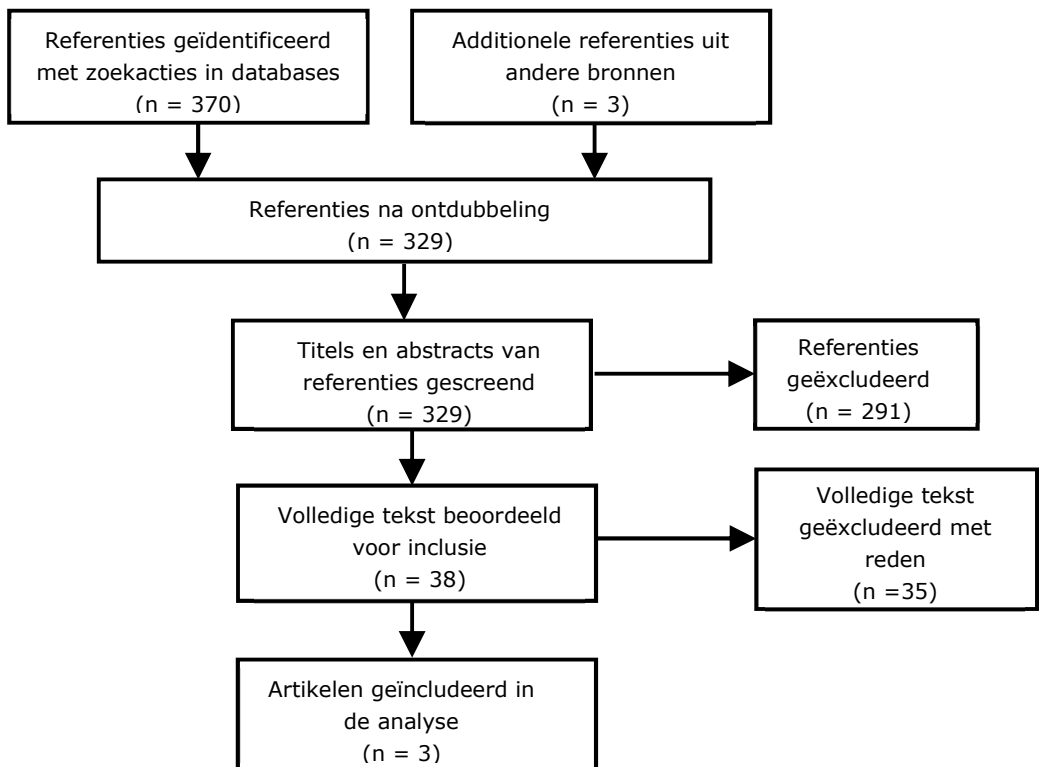 Referenties geïdentificeerd
met zoekacties in databases
(n = 370)
Additionele referenties uit
andere bronnen
(n = 3)
Referenties na ontdubbeling
(n = 329)
Titels en abstracts van
referenties gescreend
(n = 329)
Referenties
geëxcludeerd
(n = 291)
Volledige tekst beoordeeld
voor inclusie
(n = 38)
Volledige tekst
geëxcludeerd met
reden
(n =35)
Artikelen geïncludeerd in
de analyse
(n = 3)